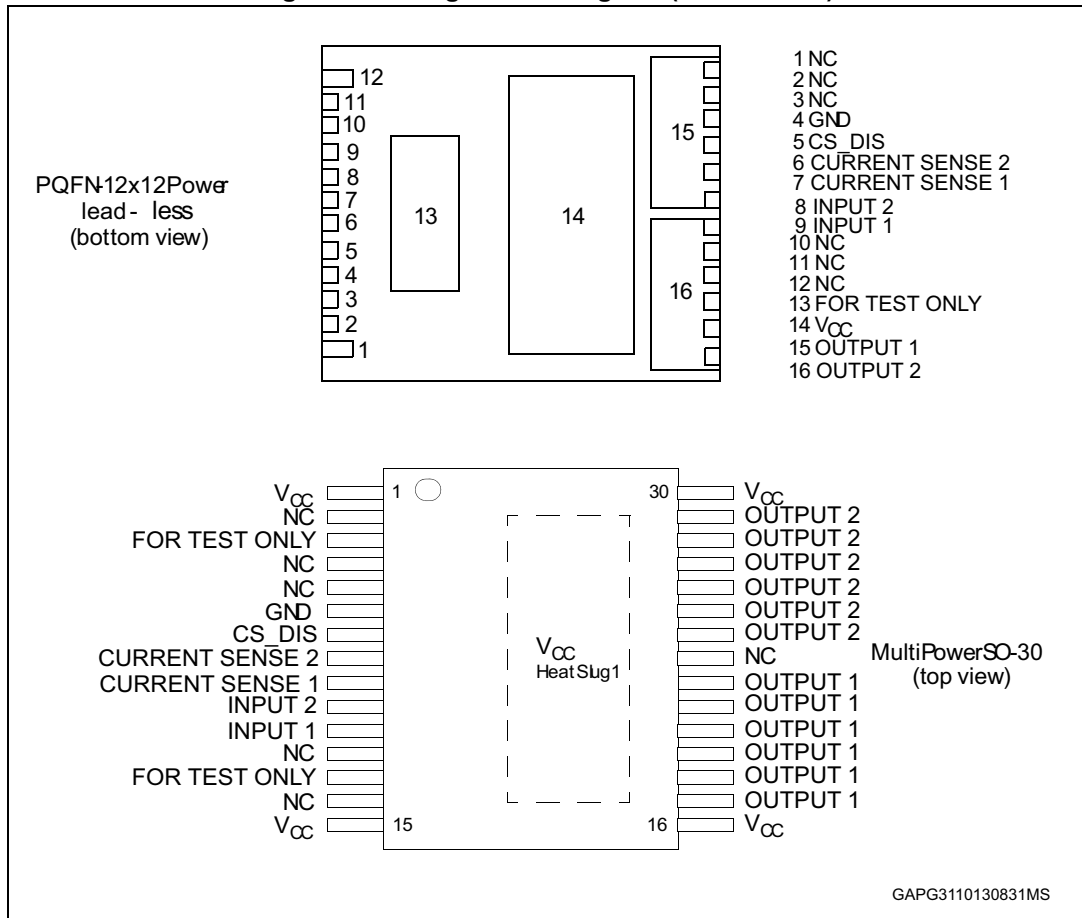 PQFN-12x12Power
lead - less
(bottom view)
12
11
10
9
8
7
6
5
4
3
2
1
13
14
15
16
1 NC
2 NC
3 NC
4 GND
5 CS_DIS
6 CURRENT SENSE 2
7 CURRENT SENSE 1
8 INPUT 2
9 INPUT 1
10 NC
11 NC
12 NC
13 FOR TEST ONLY
14 VCC
15 OUTPUT 1
16 OUTPUT 2
VCC
NC
FOR TEST ONLY
NC
NC
GND
CS_DIS
CURRENT SENSE 2
CURRENT SENSE 1
INPUT 2
INPUT 1
NC
FOR TEST ONLY
NC
VCC
1
15
VCC
HeatSlug1
30
16
VCC
OUTPUT 2
OUTPUT 2
OUTPUT 2
OUTPUT 2
OUTPUT 2
OUTPUT 2
NC
OUTPUT 1
OUTPUT 1
OUTPUT 1
OUTPUT 1
OUTPUT 1
OUTPUT 1
VCC
MultiPowerSO-30
(top view)
GAPG3110130831MS